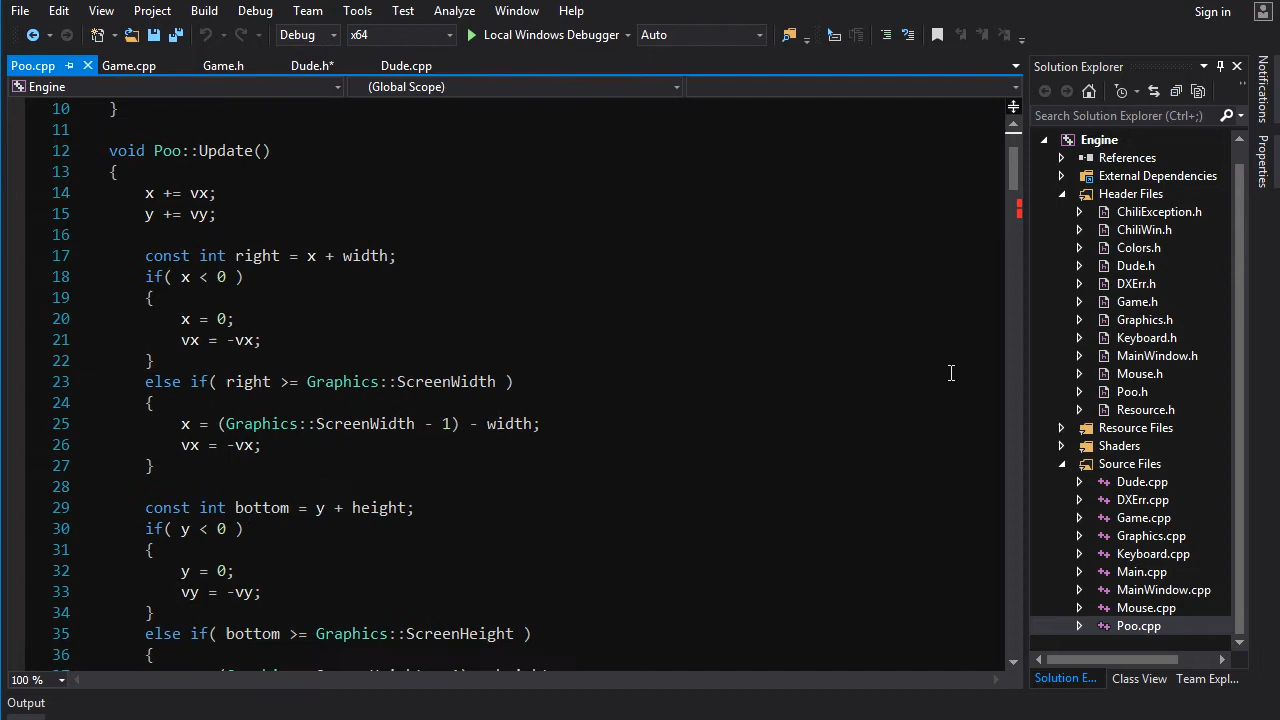 File Edit View Project Build Debug Team Tools Test Analyze Window Help Sign in
Debug x64 Local Windows Debugger Auto
Poo.cpp Game.cpp Game.h Dude.h* Dude.cpp
Engine (Global Scope)
10 }
11
12 void Poo::Update()
13 {
14 x += vx;
15 y += vy;
16
17 const int right = x + width;
18 if( x < 0 )
19 {
20 x = 0;
21 vx = -vx;
22 }
23 else if( right >= Graphics::ScreenWidth )
24 {
25 x = (Graphics::ScreenWidth - 1) - width;
26 vx = -vx;
27 }
28
29 const int bottom = y + height;
30 if( y < 0 )
31 {
32 y = 0;
33 vy = -vy;
34 }
35 else if( bottom >= Graphics::ScreenHeight )
36 {
100 %
Output
Solution Explorer
Search Solution Explorer (Ctrl+;)
Engine
References
External Dependencies
Header Files
ChiliException.h
ChiliWin.h
Colors.h
Dude.h
DXErr.h
Game.h
Graphics.h
Keyboard.h
MainWindow.h
Mouse.h
Poo.h
Resource.h
Resource Files
Shaders
Source Files
Dude.cpp
DXErr.cpp
Game.cpp
Graphics.cpp
Keyboard.cpp
Main.cpp
MainWindow.cpp
Mouse.cpp
Poo.cpp
Solution E... Class View Team Expl...
Notifications
Properties